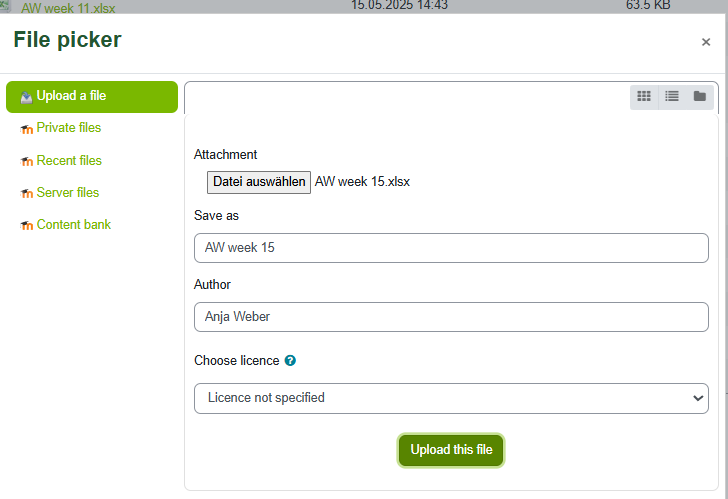 AW week 11.xlsx 15.05.2025 14:43 63.5 KB
File picker
×
Upload a file
Private files
Recent files
Server files
Content bank
Attachment
Datei auswählen AW week 15.xlsx
Save as
AW week 15
Author
Anja Weber
Choose licence ?
Licence not specified
Upload this file